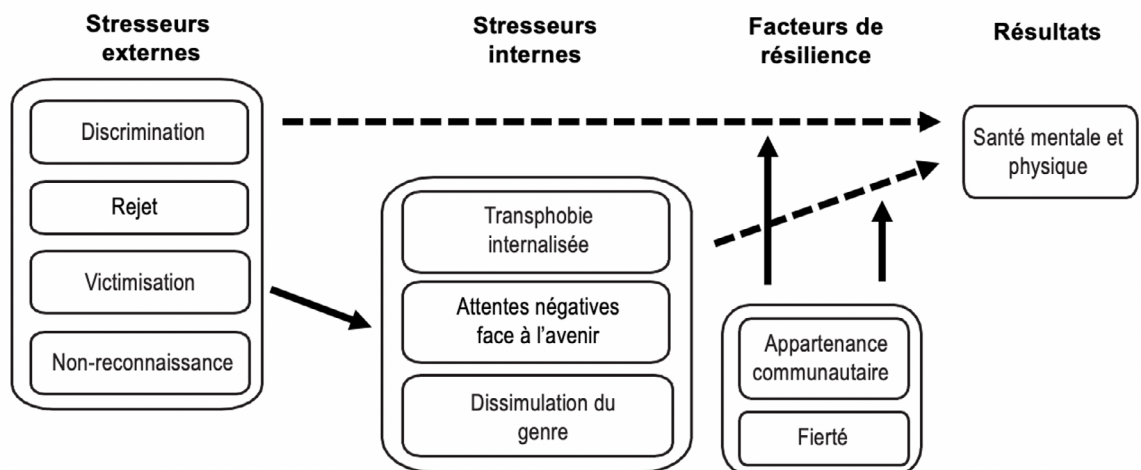 Stresseurs
externes
Stresseurs
internes
Facteurs de
résilience
Résultats
Discrimination
Rejet
Victimisation
Non-reconnaissance
Transphobie
internalisée
Attentes négatives
face à l'avenir
Dissimulation du
genre
Appartenance
communautaire
Fierté
Santé mentale et
physique